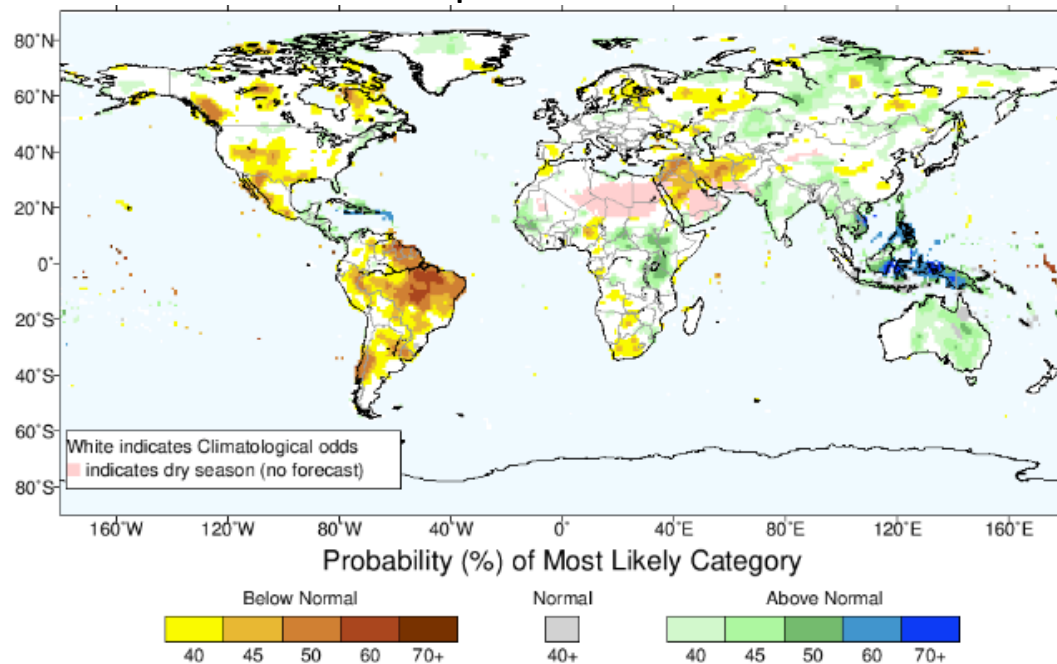 80°N
60°N
40°N
20°N
0°
20°S
40°S
60°S
White indicates Climatological odds
indicates dry season (no forecast)
80°S
160°W 120°W 80°W 40°W 0° 40°E 80°E 120°E 160°E
Probability (%) of Most Likely Category
Below Normal Normal Above Normal
40 45 50 60 70+ 40+ 40 45 50 60 70+